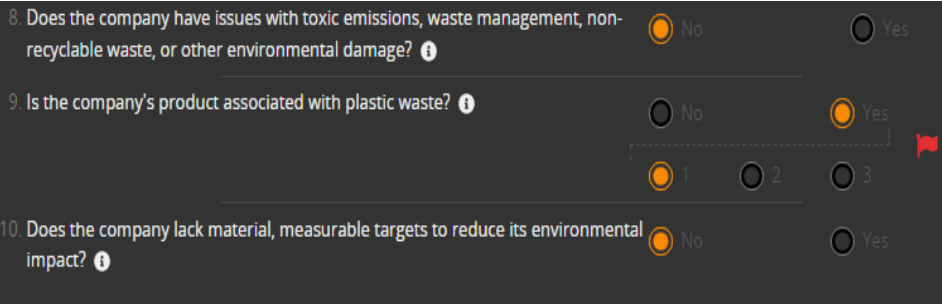 8. Does the company have issues with toxic emissions, waste management, non-
recyclable waste, or other environmental damage?
No
Yes
9. Is the company's product associated with plastic waste?
No
Yes
1
2
3
10. Does the company lack material, measurable targets to reduce its environmental
impact?
No
Yes